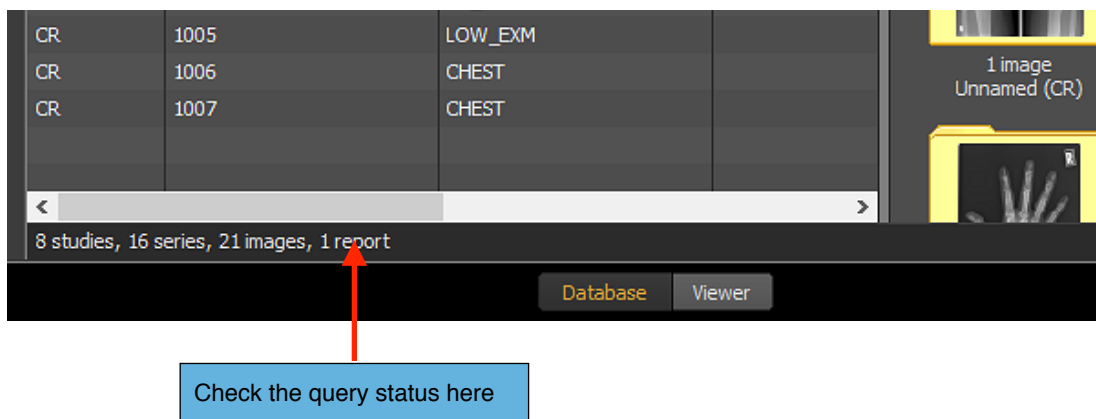 CR 1005 LOW_EXM
CR 1006 CHEST
CR 1007 CHEST
1 image
Unnamed (CR)
R
8 studies, 16 series, 21 images, 1 report
Database Viewer
Check the query status here